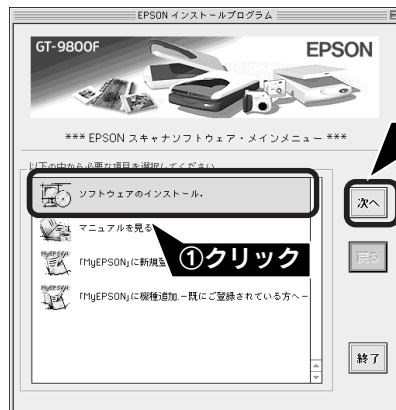 EPSON インストールプログラム
GT-9800F
EPSON
*** EPSON スキャナソフトウェア・メインメニュー ***
以下の中から必要な項目を選択してください
ソフトウェアのインストール.
次へ
マニュアルを見る
①クリック
「MyEPSON」に新規登
戻る
「MyEPSON」に機種追加.ー既にご登録されている方へー
終了